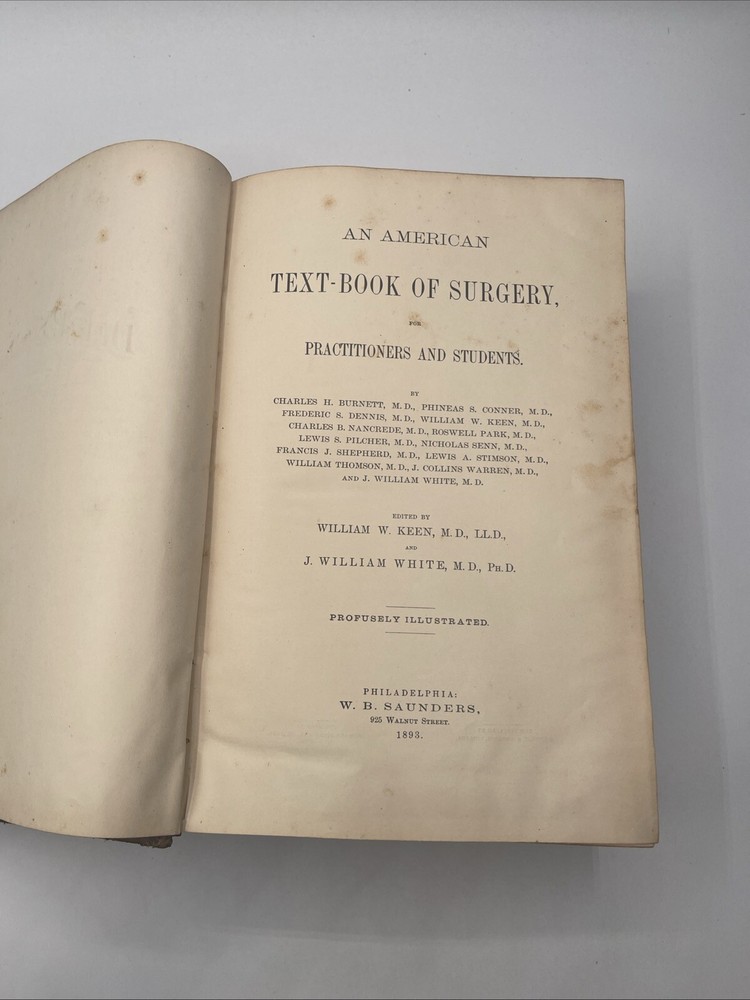 AN AMERICAN
TEXT-BOOK OF SURGERY,
FOR
PRACTITIONERS AND STUDENTS.
BY
CHARLES H. BURNETT, M. D., PHINEAS S. CONNER, M. D.,
FREDERIC S. DENNIS, M. D., WILLIAM W. KEEN, M. D.,
CHARLES B. NANCREDE, M. D., ROSWELL PARK, M. D.,
LEWIS S. PILCHER, M. D., NICHOLAS SENN, M. D.,
FRANCIS J. SHEPHERD, M. D., LEWIS A. STIMSON, M. D.,
WILLIAM THOMSON, M. D., J. COLLINS WARREN, M. D.,
AND J. WILLIAM WHITE, M. D.
EDITED BY
WILLIAM W. KEEN, M. D., LL.D.,
AND
J. WILLIAM WHITE, M. D., PH. D.
PROFUSELY ILLUSTRATED.
PHILADELPHIA:
W. B. SAUNDERS,
925 WALNUT STREET.
1893.